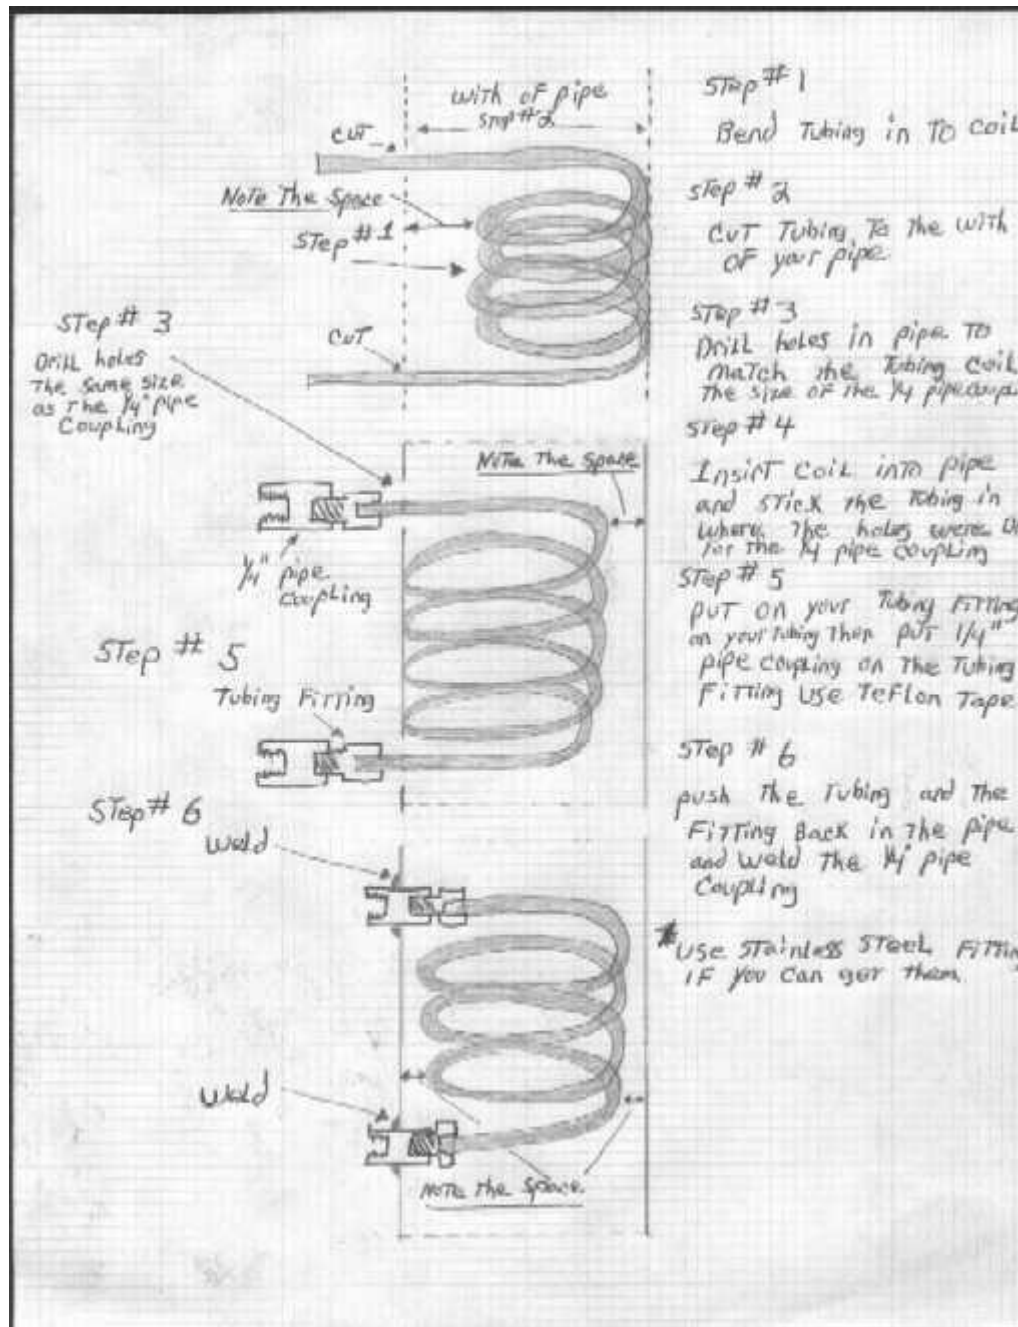 with of pipe
Step #2
CUT
Note The Space
STep #1
CUT
STep # 3
Drill holes
The same size
as The 1/4" pipe
Coupling
Note The Space
1/4" pipe
coupling
STep # 5
Tubing Fitting
STep # 6
Weld
Weld
Note the Space
STep # 1
Bend Tubing in To Coil
STep # 2
CUT Tubing To the with
OF your pipe
STep # 3
Drill holes in pipe To
match the Tubing Coil
The size of the 1/4 pipe
STep # 4
Insirt Coil into pipe
and stick the Tubing in
where The holes were
for the 1/4 pipe coupling
STep # 5
put on your Tubing Fitting
on your tubing then put 1/4"
pipe coupling on The Tubing
Fitting Use Teflon Tape
STep # 6
push The Tubing and The
Fitting Back in The pipe
and Weld The 1/4" pipe
Coupling
* Use STainless STeel
IF you can get them